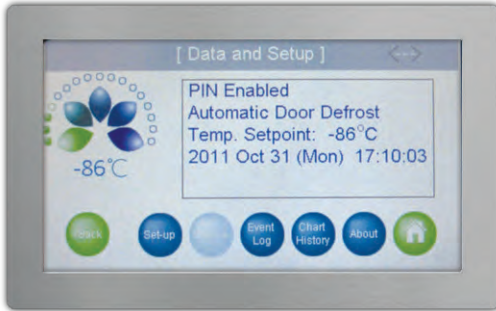 [ Data and Setup ]
PIN Enabled
Automatic Door Defrost
Temp. Setpoint: -86°C
2011 Oct 31 (Mon) 17:10:03
-86°C
Back
Set-up
Event
Log
Chart
History
About